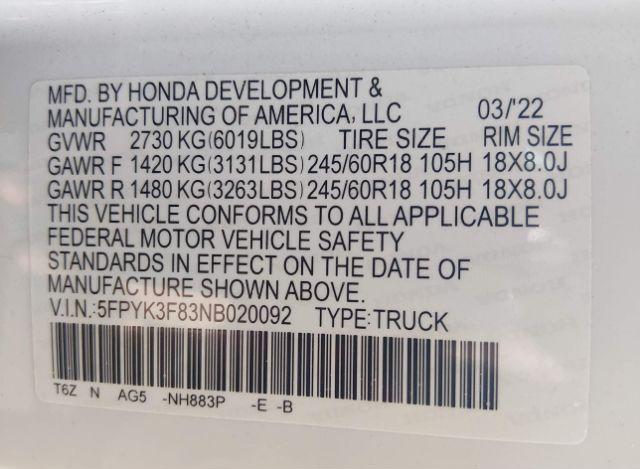 MFD. BY HONDA DEVELOPMENT &
MANUFACTURING OF AMERICA, LLC 03/'22
GVWR 2730 KG(6019LBS) TIRE SIZE RIM SIZE
GAWR F 1420 KG(3131LBS) 245/60R18 105H 18X8.0J
GAWR R 1480 KG(3263LBS) 245/60R18 105H 18X8.0J
THIS VEHICLE CONFORMS TO ALL APPLICABLE
FEDERAL MOTOR VEHICLE SAFETY
STANDARDS IN EFFECT ON THE DATE OF
MANUFACTURE SHOWN ABOVE.
V.I.N.:5FPYK3F83NB020092 TYPE:TRUCK
T6Z N AG5 -NH883P -E -B